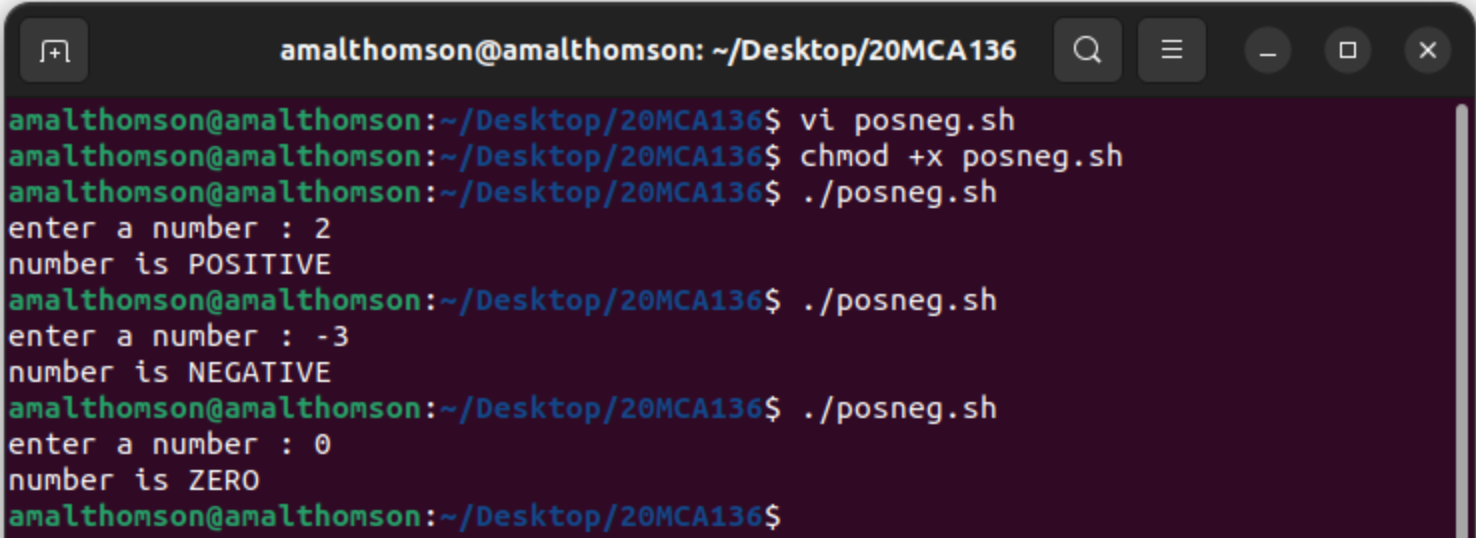 amalthomson@amalthomson: ~/Desktop/20MCA136
amalthomson@amalthomson:~/Desktop/20MCA136$ vi posneg.sh
amalthomson@amalthomson:~/Desktop/20MCA136$ chmod +x posneg.sh
amalthomson@amalthomson:~/Desktop/20MCA136$ ./posneg.sh
enter a number : 2
number is POSITIVE
amalthomson@amalthomson:~/Desktop/20MCA136$ ./posneg.sh
enter a number : -3
number is NEGATIVE
amalthomson@amalthomson:~/Desktop/20MCA136$ ./posneg.sh
enter a number : 0
number is ZERO
amalthomson@amalthomson:~/Desktop/20MCA136$